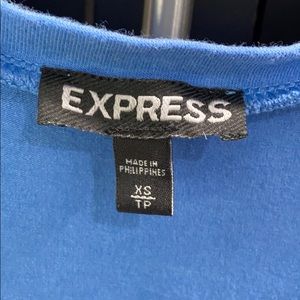 EXPRESS
MADE IN
PHILIPPINES
XS
TP